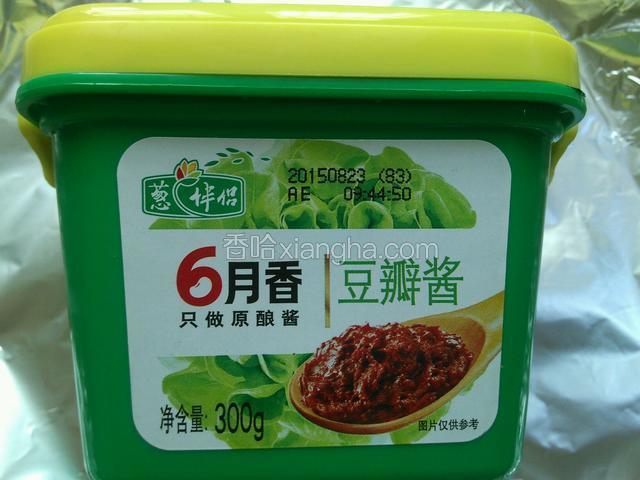 葱伴侣
20150823 (83)
AE 09:44:50
香哈xiangha.com
6月香
只做原酿酱
豆瓣酱
净含量: 300g
图片仅供参考